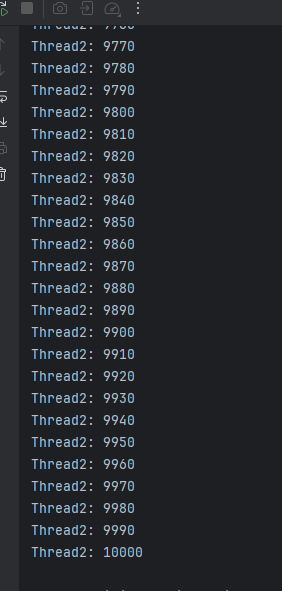 Thread2: 9760
Thread2: 9770
Thread2: 9780
Thread2: 9790
Thread2: 9800
Thread2: 9810
Thread2: 9820
Thread2: 9830
Thread2: 9840
Thread2: 9850
Thread2: 9860
Thread2: 9870
Thread2: 9880
Thread2: 9890
Thread2: 9900
Thread2: 9910
Thread2: 9920
Thread2: 9930
Thread2: 9940
Thread2: 9950
Thread2: 9960
Thread2: 9970
Thread2: 9980
Thread2: 9990
Thread2: 10000